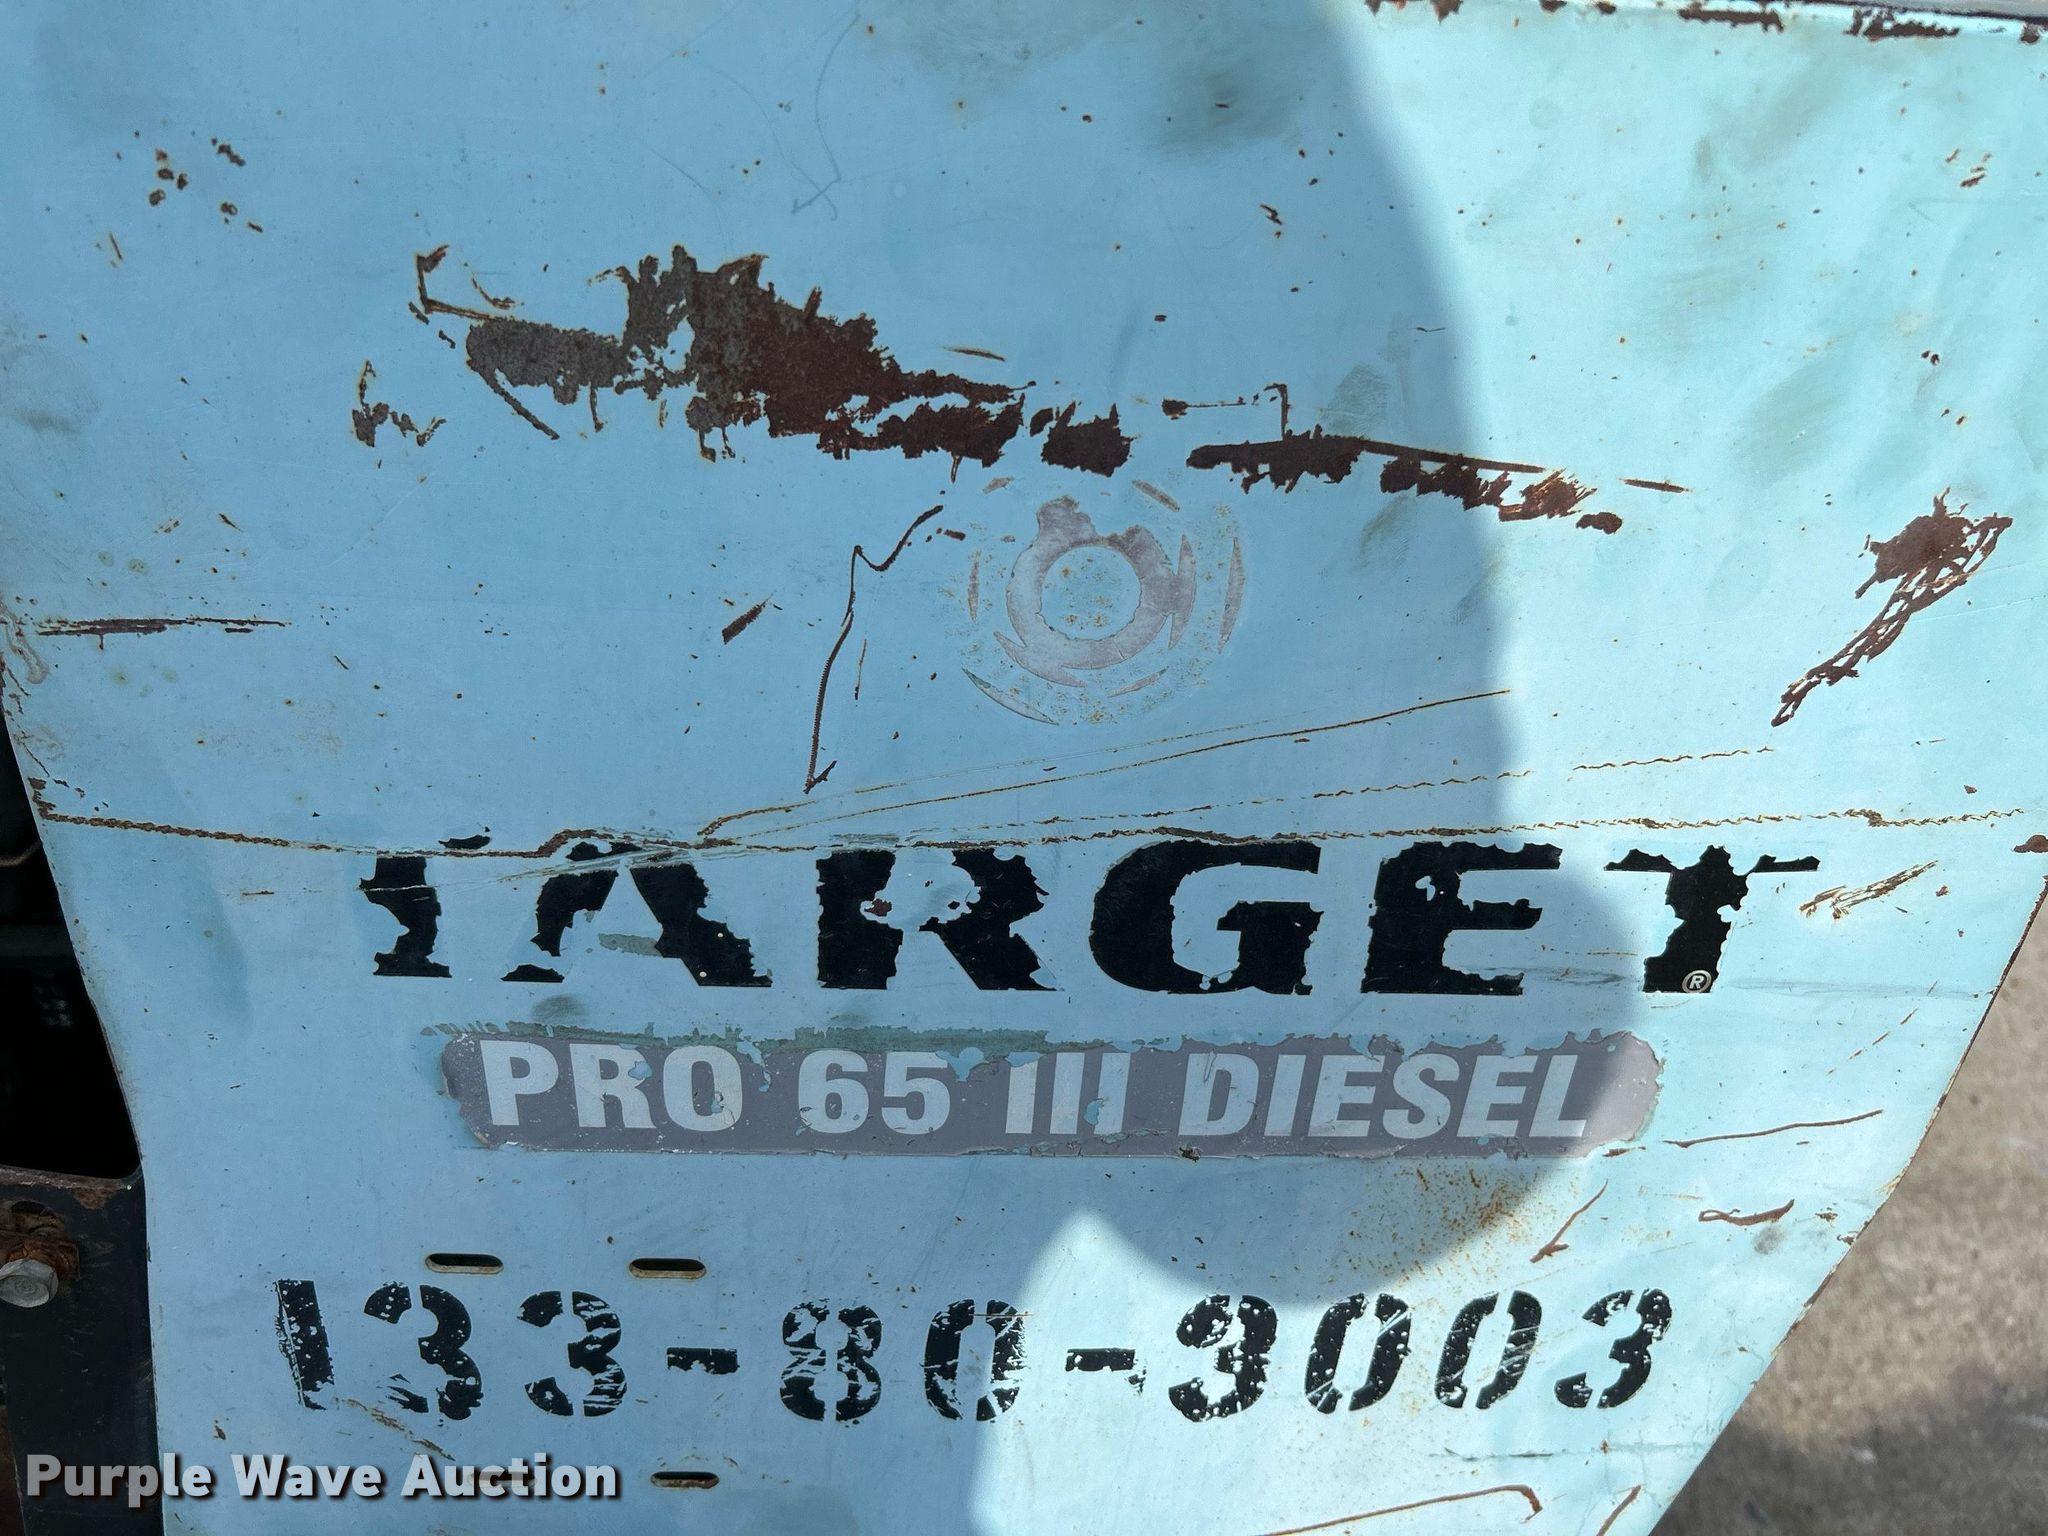 TARGET®
PRO 65 III DIESEL
133-80-3003
Purple Wave Auction